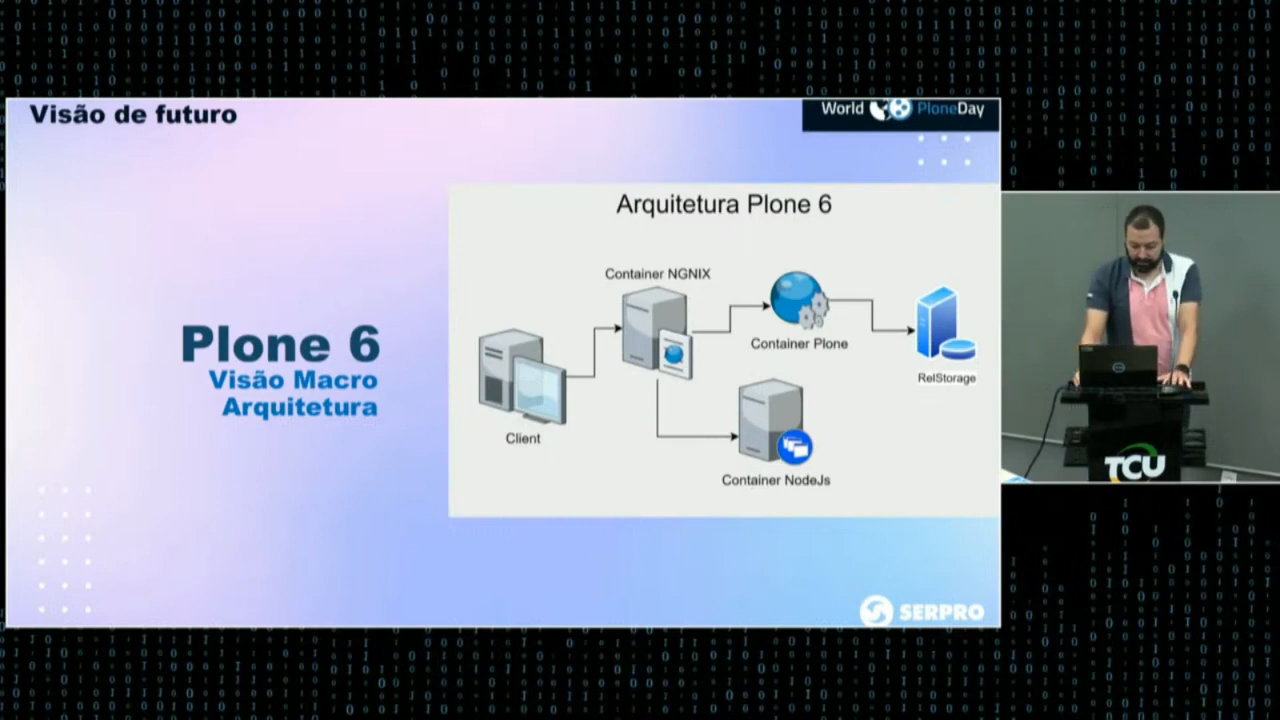 Visão de futuro
World PloneDay
Arquitetura Plone 6
Container NGNIX
Container Plone
RelStorage
Client
Container NodeJs
Plone 6
Visão Macro
Arquitetura
TCU
SERPRO